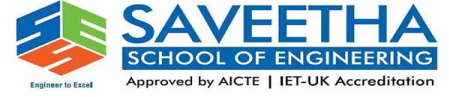 SAVEETHA
SCHOOL OF ENGINEERING
Engineer to Excel
Approved by AICTE | IET-UK Accreditation